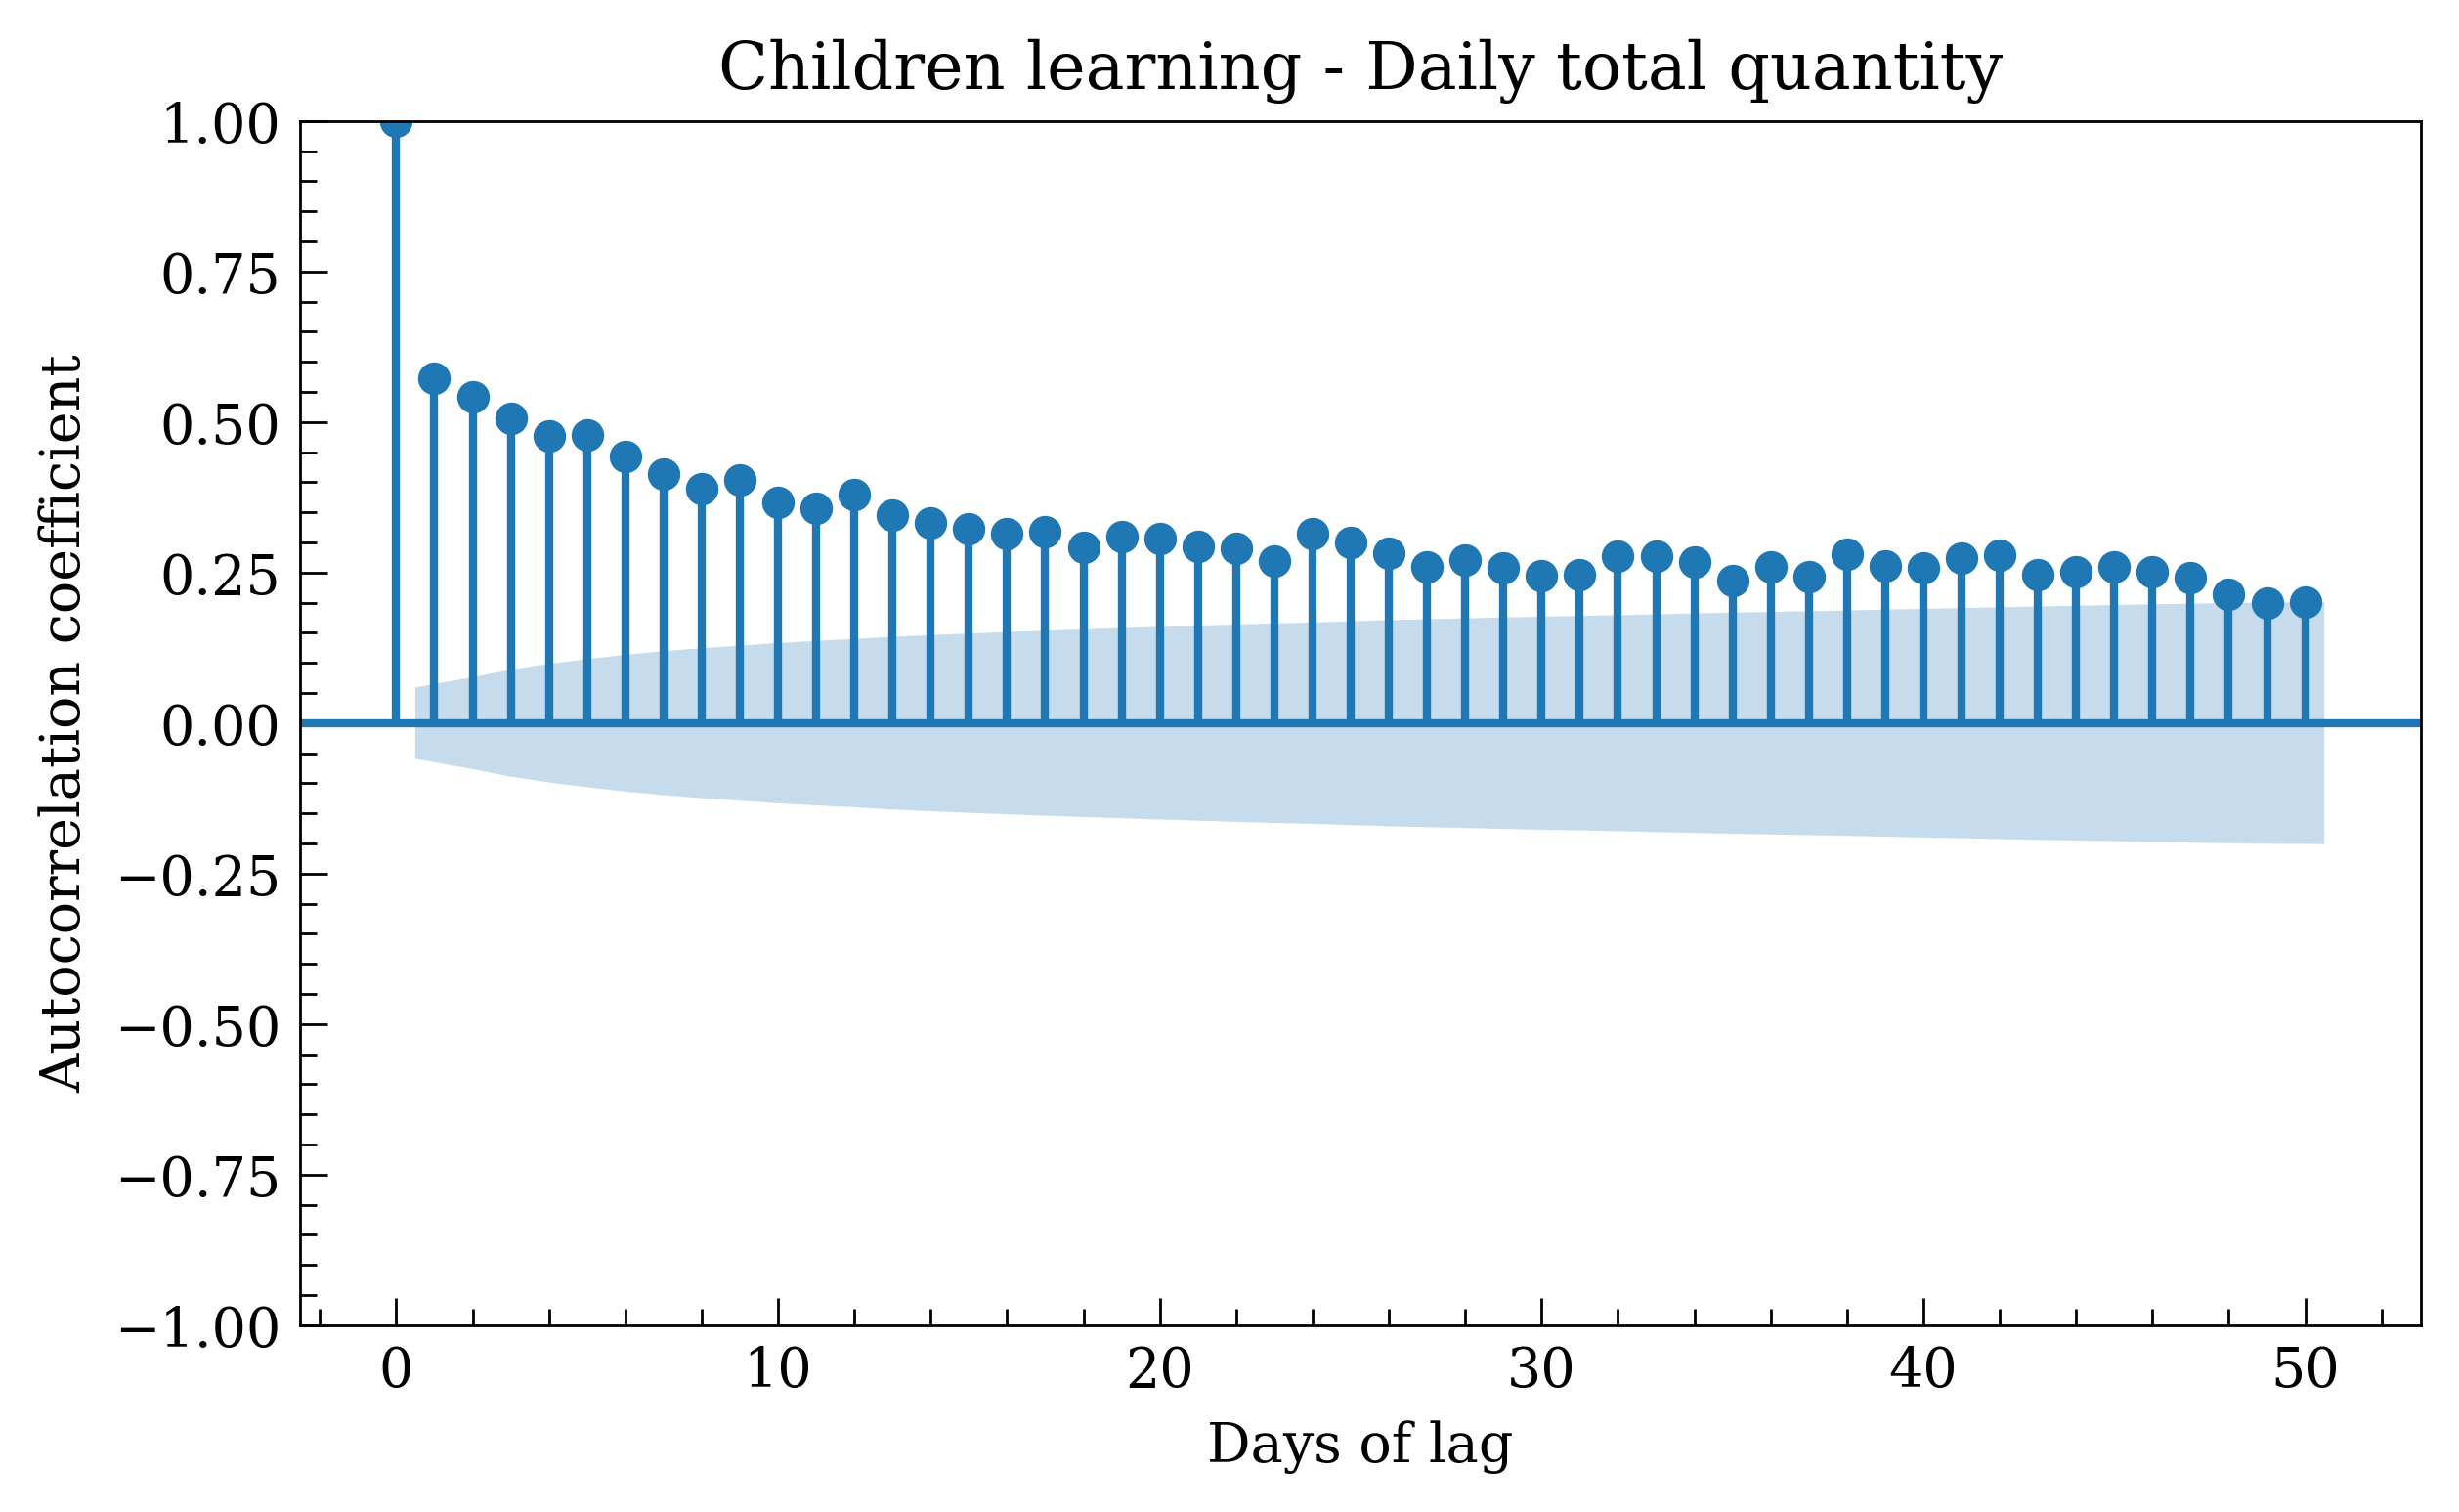 Children learning - Daily total quantity
1.00
0.75
0.50
0.25
0.00
−0.25
−0.50
−0.75
−1.00
Autocorrelation coefficient
0 10 20 30 40 50
Days of lag